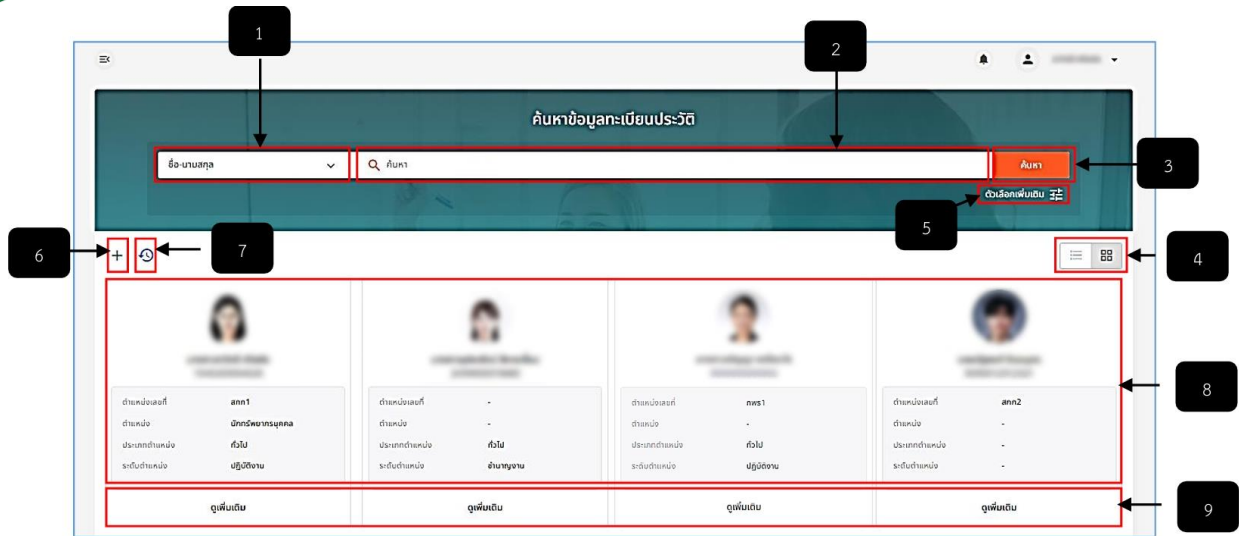 1
2
ค้นหาข้อมูลทะเบียนประวัติ
ชื่อ-นามสกุล
ค้นหา
ค้นหา
3
ตัวเลือกเพิ่มเติม
5
6
7
4
ตำแหน่งเลขที่ สกก1
ตำแหน่ง นักทรัพยากรบุคคล
ประเภทตำแหน่ง ทั่วไป
ระดับตำแหน่ง ปฏิบัติงาน
ตำแหน่งเลขที่ -
ตำแหน่ง -
ประเภทตำแหน่ง ทั่วไป
ระดับตำแหน่ง ชำนาญงาน
ตำแหน่งเลขที่ กพร1
ตำแหน่ง -
ประเภทตำแหน่ง ทั่วไป
ระดับตำแหน่ง ปฏิบัติงาน
ตำแหน่งเลขที่ สกก2
ตำแหน่ง -
ประเภทตำแหน่ง -
ระดับตำแหน่ง -
8
ดูเพิ่มเติม
ดูเพิ่มเติม
ดูเพิ่มเติม
ดูเพิ่มเติม
9